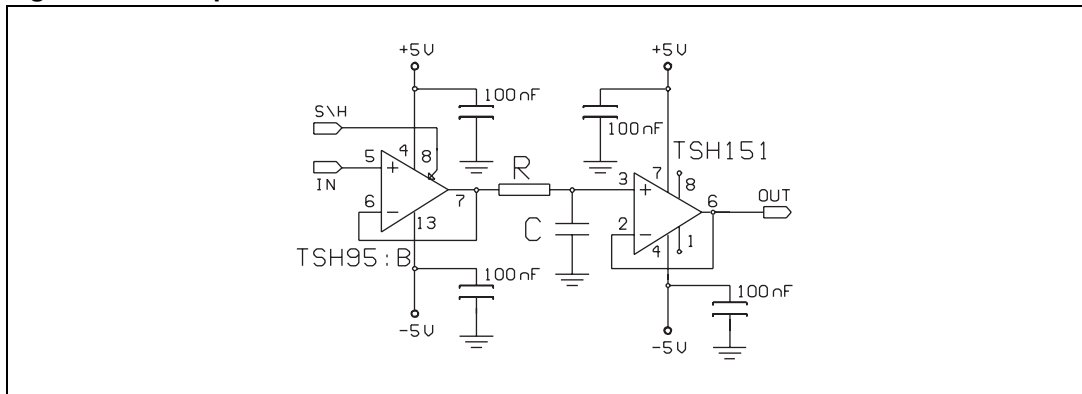 +5V
+5V
100nF
100nF
S\H
4
8
5
+
IN
6
-
7
13
TSH95:B
R
C
TSH151
7
3
+
8
6
OUT
2
-
4
1
100nF
100nF
-5V
-5V